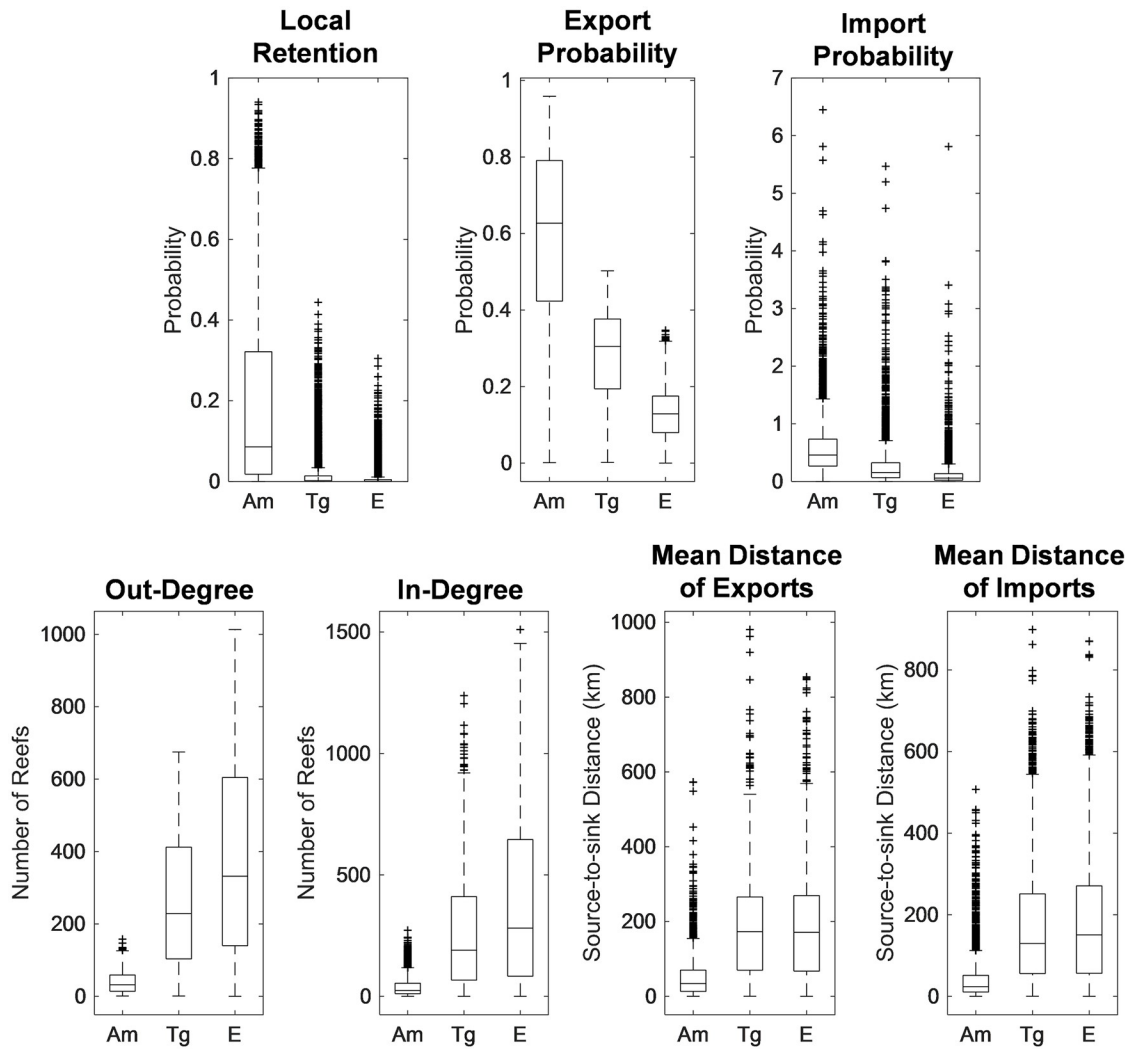 Local
Retention
Export
Probability
Import
Probability
Probability
1
0.8
0.6
0.4
0.2
0
Am Tg E
Probability
1
0.8
0.6
0.4
0.2
0
Am Tg E
Probability
7
6
5
4
3
2
1
0
Am Tg E
Out-Degree
In-Degree
Mean Distance
of Exports
Mean Distance
of Imports
Number of Reefs
1000
800
600
400
200
0
Am Tg E
Number of Reefs
1500
1000
500
0
Am Tg E
Source-to-sink Distance (km)
1000
800
600
400
200
0
Am Tg E
Source-to-sink Distance (km)
800
600
400
200
0
Am Tg E